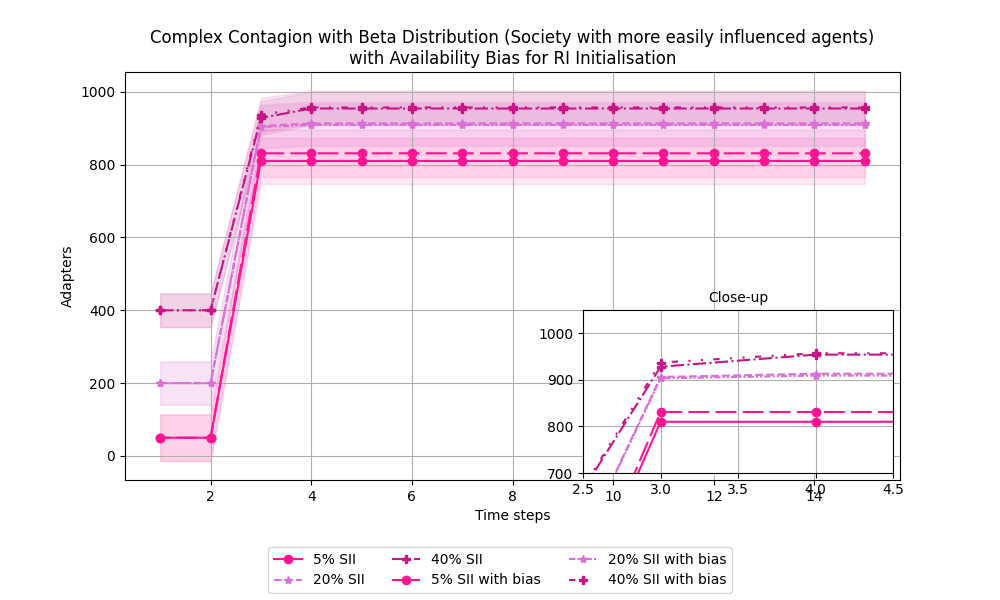 Complex Contagion with Beta Distribution (Society with more easily influenced agents)
with Availability Bias for RI Initialisation
Adapters
1000
800
600
400
200
0
2
4
6
8
10
12
14
Time steps
Close-up
1000
900
800
700
2.5
3.0
3.5
4.0
4.5
5% SII
20% SII
40% SII
5% SII with bias
20% SII with bias
40% SII with bias